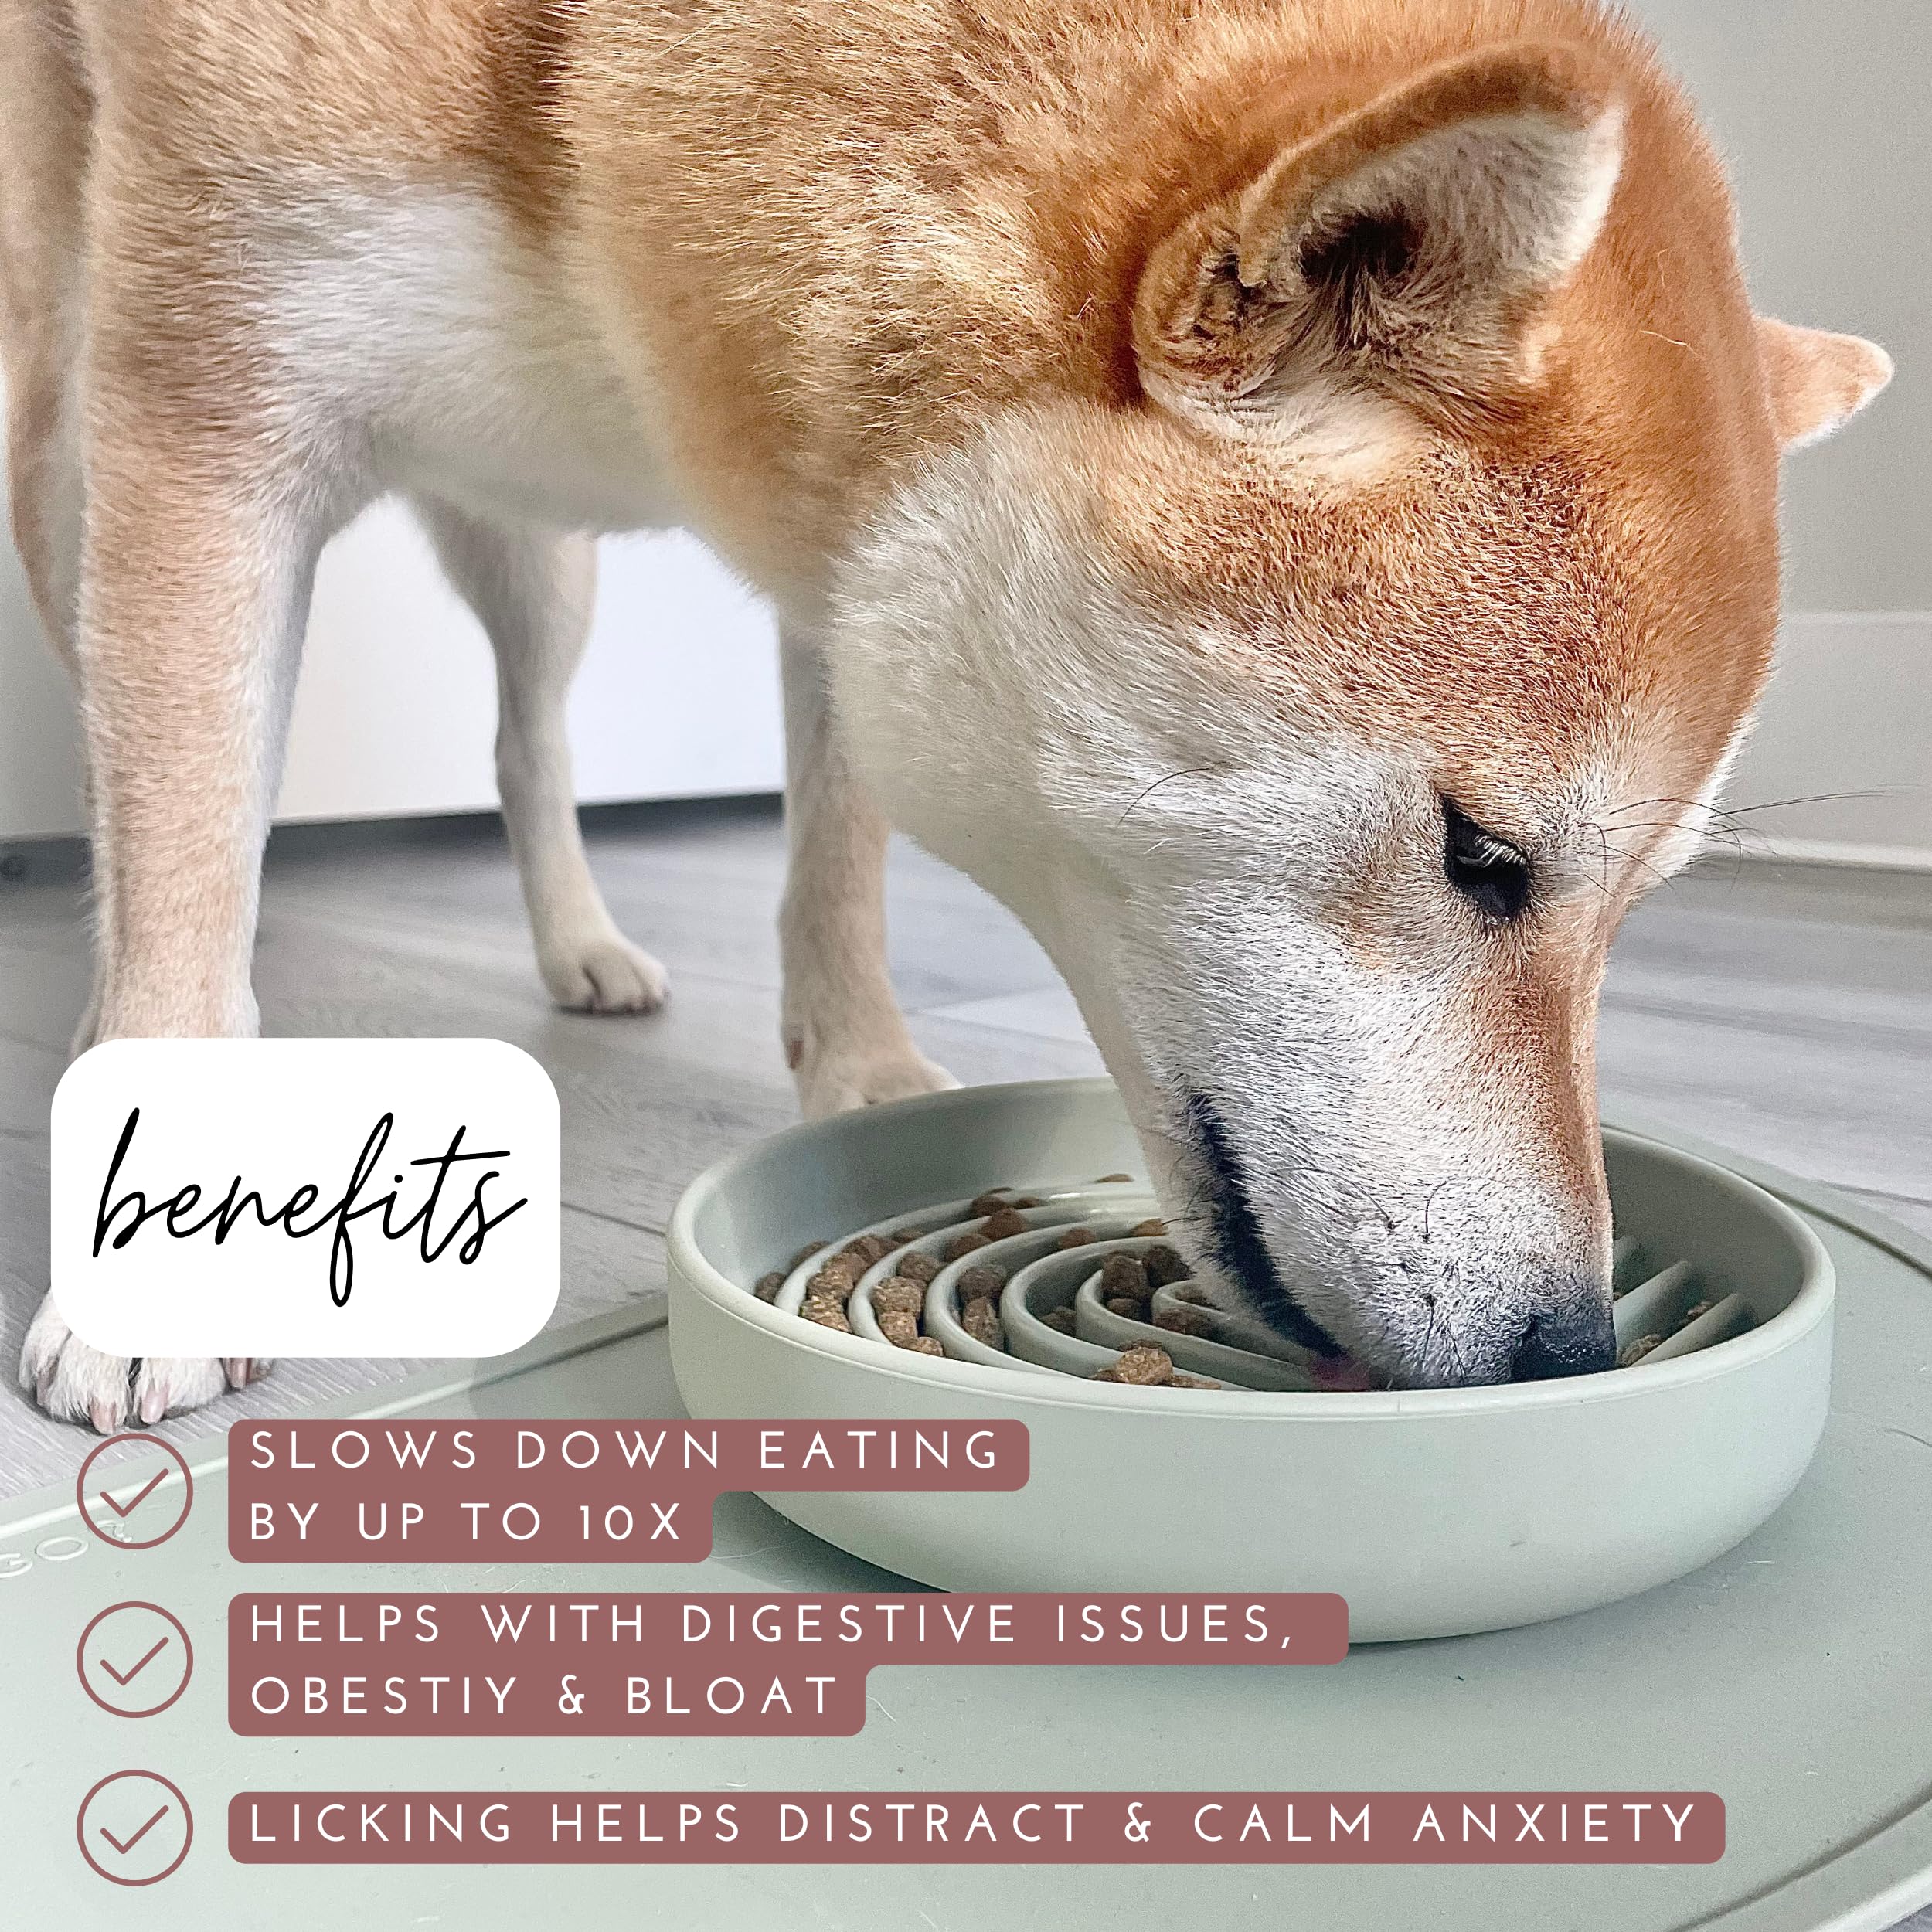 benefits
SLOWS DOWN EATING
BY UP TO 10X
HELPS WITH DIGESTIVE ISSUES,
OBESTIY & BLOAT
LICKING HELPS DISTRACT & CALM ANXIETY